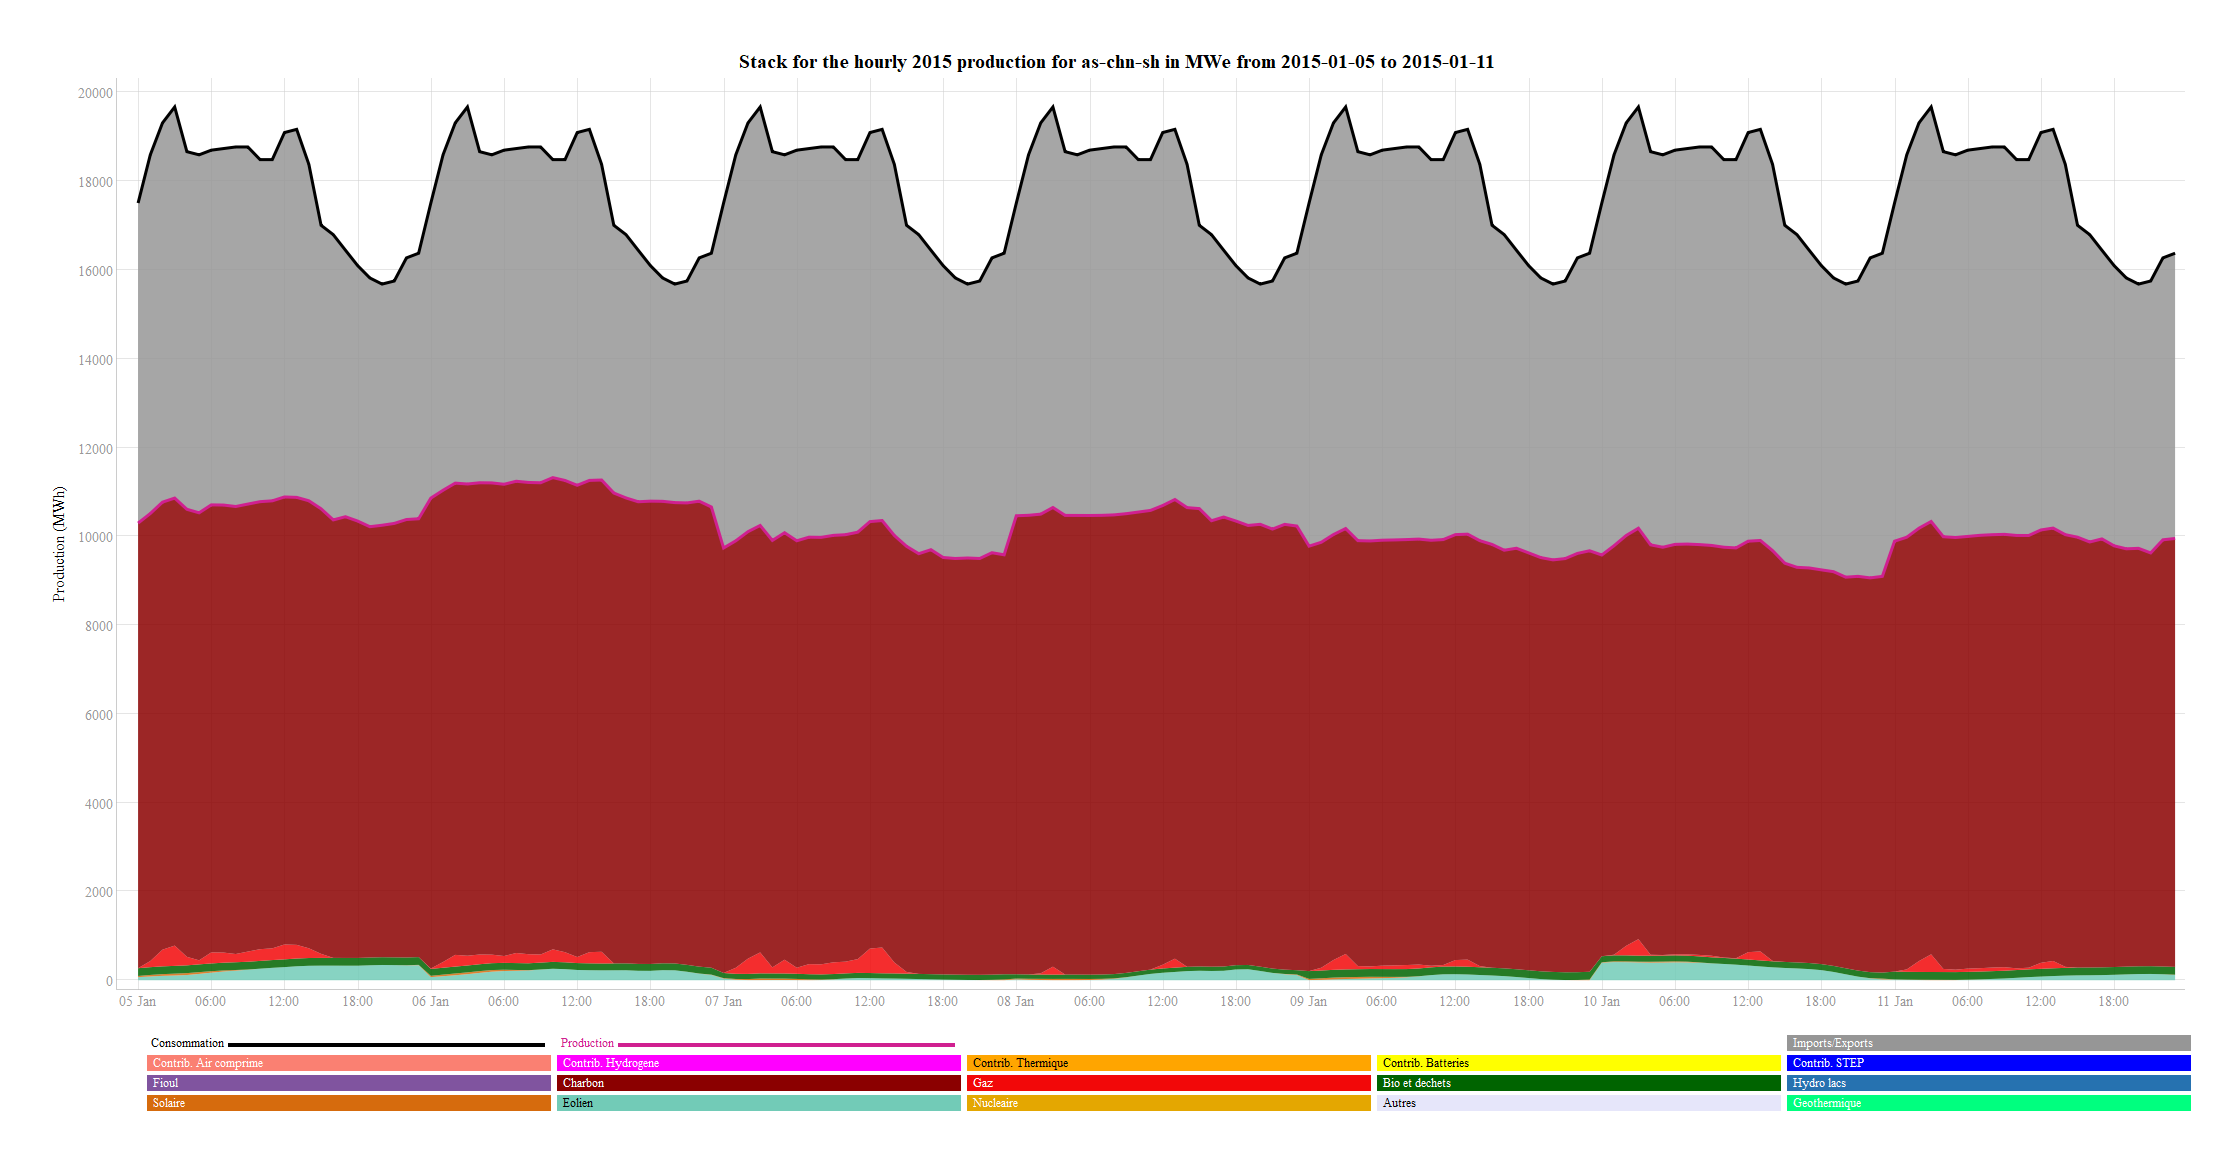 Stack for the hourly 2015 production for as-chn-sh in MWe from 2015-01-05 to 2015-01-11
20000
18000
16000
14000
12000
10000
8000
6000
4000
2000
0
Production (MWh)
05 Jan 06:00 12:00 18:00 06 Jan 06:00 12:00 18:00 07 Jan 06:00 12:00 18:00 08 Jan 06:00 12:00 18:00 09 Jan 06:00 12:00 18:00 10 Jan 06:00 12:00 18:00 11 Jan 06:00 12:00 18:00
Consommation Production Imports/Exports
Contrib. Air comprime Contrib. Hydrogene Contrib. Thermique Contrib. Batteries Contrib. STEP
Fioul Charbon Gaz Bio et dechets Hydro lacs
Solaire Eolien Nucleaire Autres Geothermique